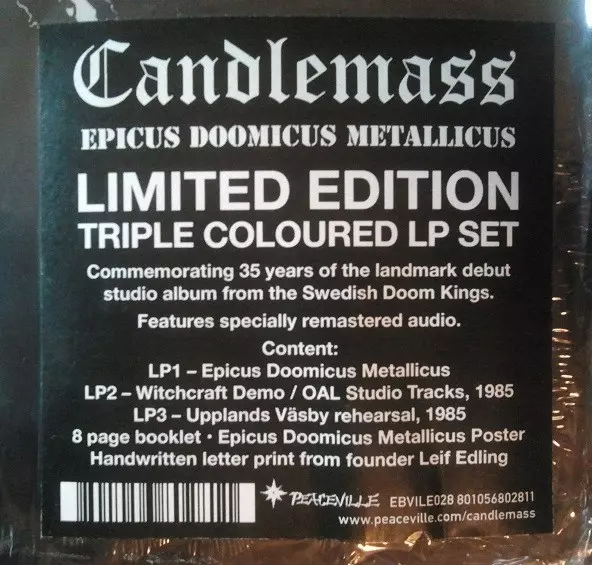 Candlemass
EPICUS DOOMICUS METALLICUS
LIMITED EDITION
TRIPLE COLOURED LP SET
Commemorating 35 years of the landmark debut
studio album from the Swedish Doom Kings.
Features specially remastered audio.
Content:
LP1 – Epicus Doomicus Metallicus
LP2 – Witchcraft Demo / OAL Studio Tracks, 1985
LP3 – Upplands Väsby rehearsal, 1985
8 page booklet · Epicus Doomicus Metallicus Poster
Handwritten letter print from founder Leif Edling
PEACEVILLE EBVILE028 801056802811
www.peaceville.com/candlemass